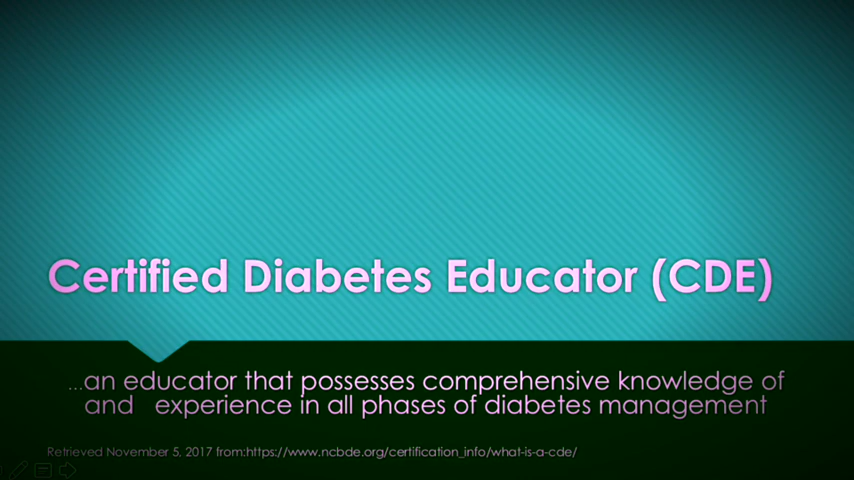 Certified Diabetes Educator (CDE)
...an educator that possesses comprehensive knowledge of
and experience in all phases of diabetes management
Retrieved November 5, 2017 from:https://www.ncbde.org/certification_info/what-is-a-cde/